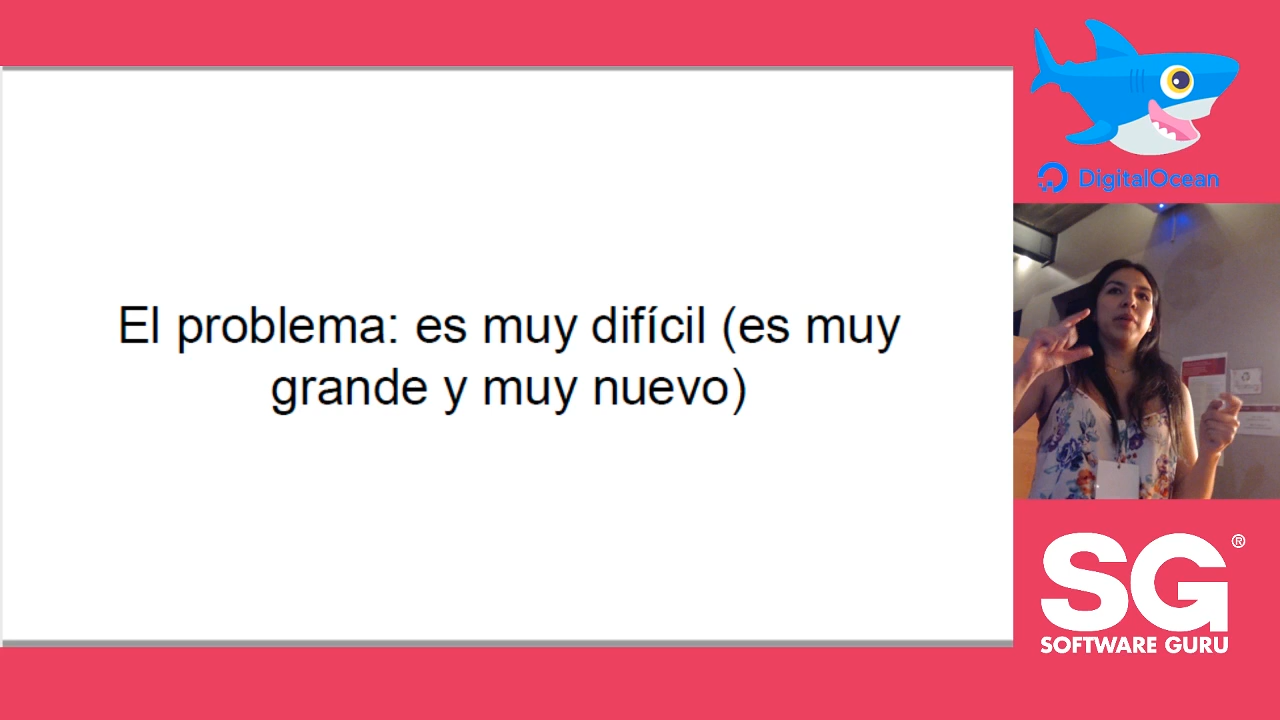 El problema: es muy difícil (es muy
grande y muy nuevo)
DigitalOcean
SG®
SOFTWARE GURU